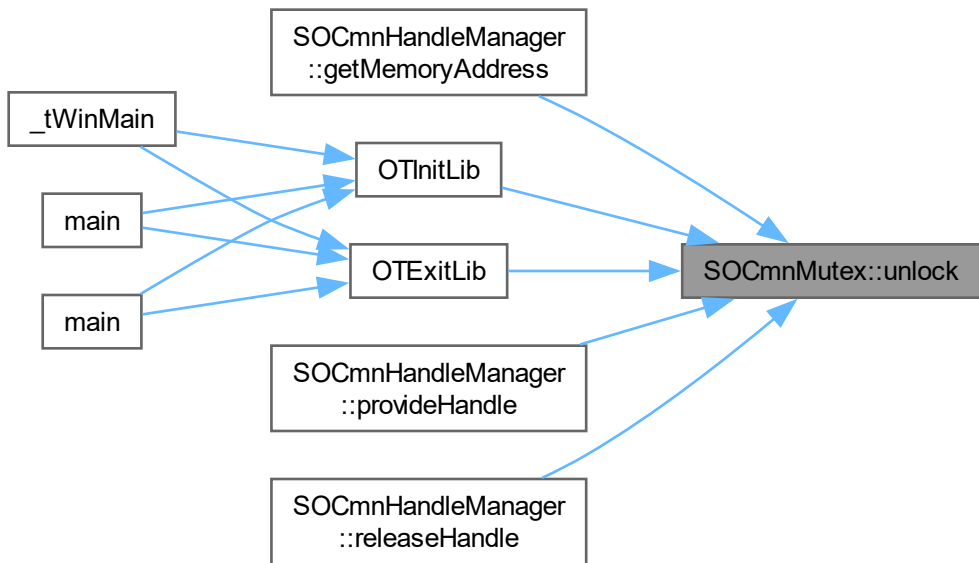 SOCmnHandleManager
::getMemoryAddress
_tWinMain
OTInitLib
main
OTExitLib
SOCmnMutex::unlock
main
SOCmnHandleManager
::provideHandle
SOCmnHandleManager
::releaseHandle